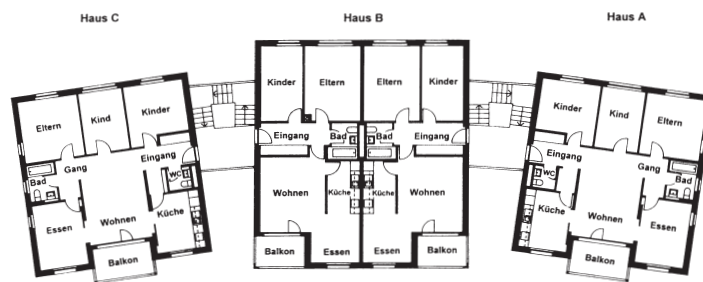 Haus C
Haus B
Haus A
Eltern
Kind
Kinder
Eingang
Gang
Bad
WC
Essen
Wohnen
Küche
Balkon
Kinder
Eltern
Eltern
Kinder
Eingang
Bad
Bad
Eingang
Wohnen
Küche
Küche
Wohnen
Balkon
Essen
Essen
Balkon
Kinder
Kind
Eltern
Eingang
Gang
WC
Bad
Küche
Wohnen
Essen
Balkon